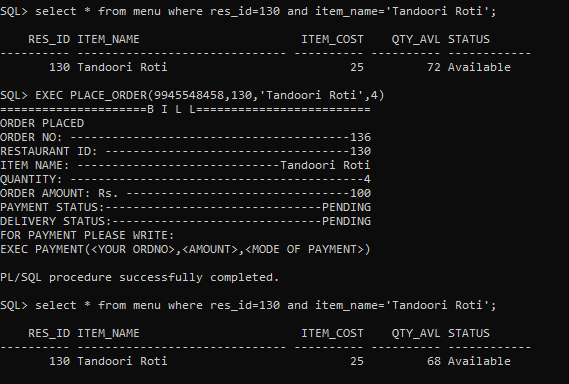 SQL> select * from menu where res_id=130 and item_name='Tandoori Roti';
RES_ID ITEM_NAME ITEM_COST QTY_AVL STATUS
---------- ------------------------------ ---------- ---------- --------------------
130 Tandoori Roti 25 72 Available
SQL> EXEC PLACE_ORDER(9945548458,130,'Tandoori Roti',4)
=====================B I L L=========================
ORDER PLACED
ORDER NO: ----------------------------------------136
RESTAURANT ID: -----------------------------------130
ITEM NAME: -----------------------------Tandoori Roti
QUANTITY: ------------------------------------------4
ORDER AMOUNT: Rs. --------------------------------100
PAYMENT STATUS:-------------------------------PENDING
DELIVERY STATUS:------------------------------PENDING
FOR PAYMENT PLEASE WRITE:
EXEC PAYMENT(<YOUR ORDNO>,<AMOUNT>,<MODE OF PAYMENT>)
PL/SQL procedure successfully completed.
SQL> select * from menu where res_id=130 and item_name='Tandoori Roti';
RES_ID ITEM_NAME ITEM_COST QTY_AVL STATUS
---------- ------------------------------ ---------- ---------- --------------------
130 Tandoori Roti 25 68 Available